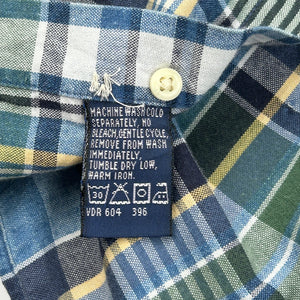 MACHINE WASH COLD
SEPARATELY, NO
BLEACH, GENTLE CYCLE,
REMOVE FROM WASH
IMMEDIATELY,
TUMBLE DRY LOW,
WARM IRON.
30
VDR 604 396